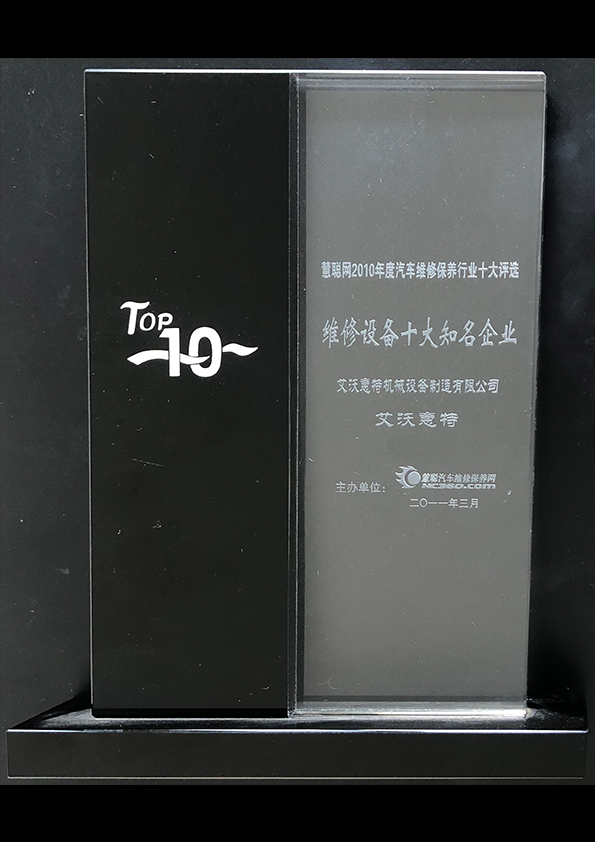 TOP
10
慧聪网2010年度汽车维修保养行业十大评选
维修设备十大知名企业
艾沃意特机械设备制造有限公司
艾沃意特
主办单位：
慧聪汽车维修保养网
HC360.COM
二〇一一年三月